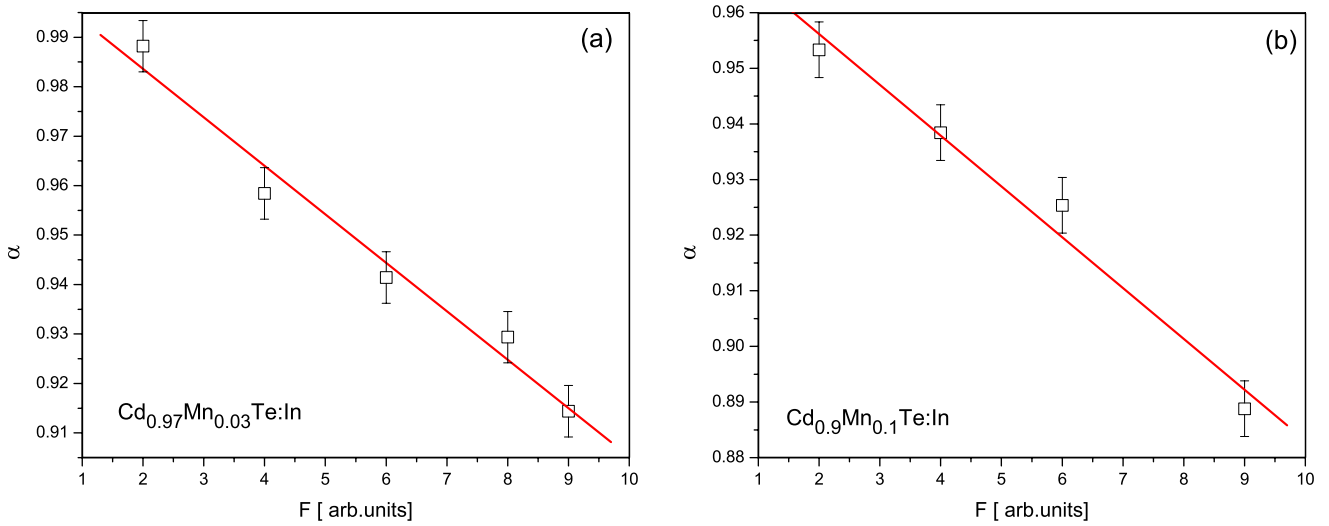 (a)
0.99
0.98
0.97
0.96
0.95
0.94
0.93
0.92
0.91
α
Cd0.97Mn0.03Te:In
1 2 3 4 5 6 7 8 9 10
F [ arb.units]
(b)
0.96
0.95
0.94
0.93
0.92
0.91
0.90
0.89
0.88
α
Cd0.9Mn0.1Te:In
1 2 3 4 5 6 7 8 9 10
F [ arb.units]